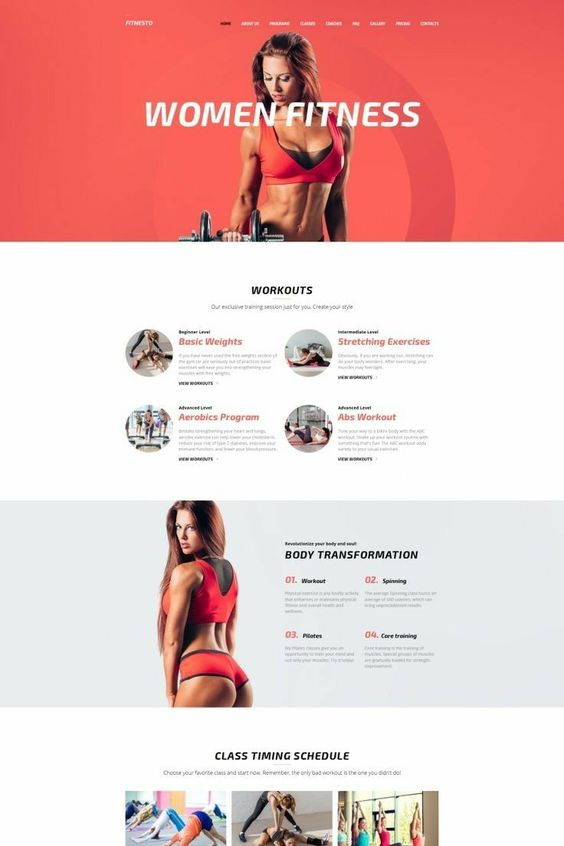 FITNESTO
HOME ABOUT US PROGRAMS CLASSES COACHES FAQ GALLERY PRICING CONTACTS
WOMEN FITNESS
WORKOUTS
Our exclusive training session just for you. Create your style
Beginner Level
Basic Weights
If you have never used the free weights section of
the gym (or are seriously out of practice), basic
exercises will ease you into strengthening your
muscles with free weights.
VIEW WORKOUTS
Intermediate Level
Stretching Exercises
Obviously, if you are working out, stretching can
do your body wonders. After exercising, your
muscles may feel tight.
VIEW WORKOUTS
Advanced Level
Aerobics Program
Besides strengthening your heart and lungs,
aerobic exercise can help lower your cholesterol,
reduce your risk of type 2 diabetes, improve your
immune function, and lower your blood pressure.
VIEW WORKOUTS
Advanced Level
Abs Workout
Tone your way to a bikini body with the ABC
workout. Shake up your workout routine with
something that's fun! The ABC workout adds
variety to your usual exercises.
VIEW WORKOUTS
Revolutionize your body and soul!
BODY TRANSFORMATION
01. Workout
Physical exercise is any bodily activity
that enhances or maintains physical
fitness and overall health and
wellness.
02. Spinning
The average Spinning class burns an
average of 500 calories, which can
bring unprecedented results.
03. Pilates
My Pilates classes give you an
opportunity to train your mind and
not only your muscles. Try it today!
04. Core training
Core training is the training of
muscles. Special groups of muscles
are gradually loaded for strength
improvement.
CLASS TIMING SCHEDULE
Choose your favorite class and start now. Remember, the only bad workout is the one you didn't do!